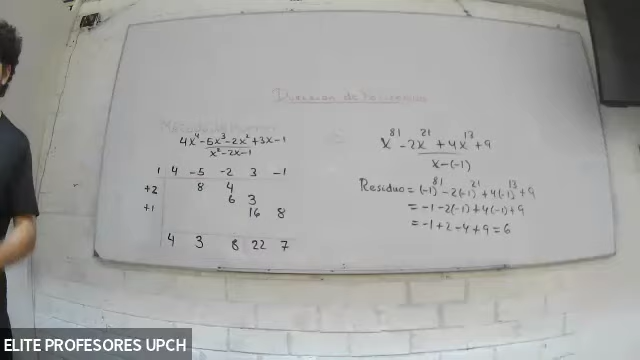 División de Polinomios
4x⁴-5x³-2x²+3x-1
x²-2x-1
1 4 -5 -2 3 -1
+2 8 4
6 3
+1 16 8
4 3 8 22 7
x⁸¹-2x²¹+4x¹³+9
x-(-1)
Residuo = (-1)⁸¹-2(-1)²¹+4(-1)¹³+9
= -1-2(-1)+4(-1)+9
= -1+2-4+9=6
ELITE PROFESORES UPCH